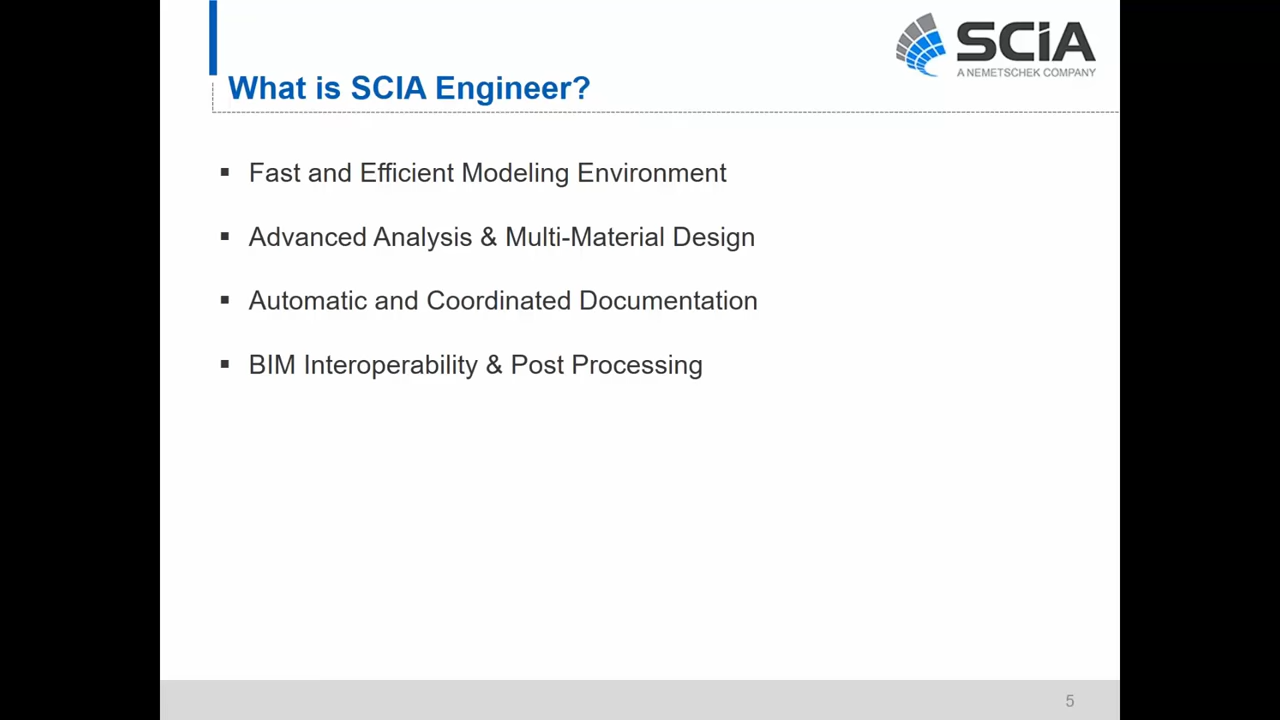 SCiA
A NEMETSCHEK COMPANY
What is SCIA Engineer?
▪ Fast and Efficient Modeling Environment
▪ Advanced Analysis & Multi-Material Design
▪ Automatic and Coordinated Documentation
▪ BIM Interoperability & Post Processing
5